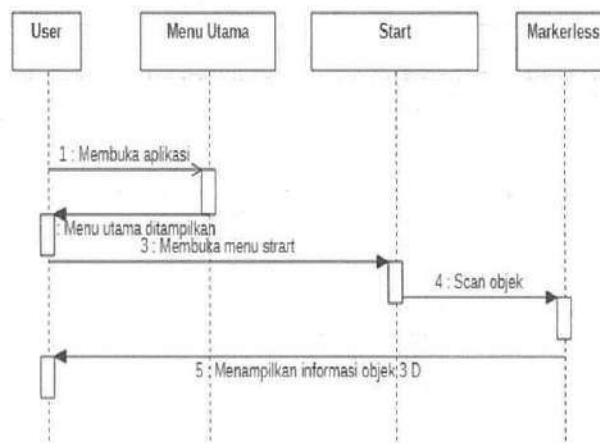 User
Menu Utama
Start
Markerless
1 : Membuka aplikasi
: Menu utama ditampilkan
3 : Membuka menu strart
4 : Scan objek
5 : Menampilkan informasi objek 3 D